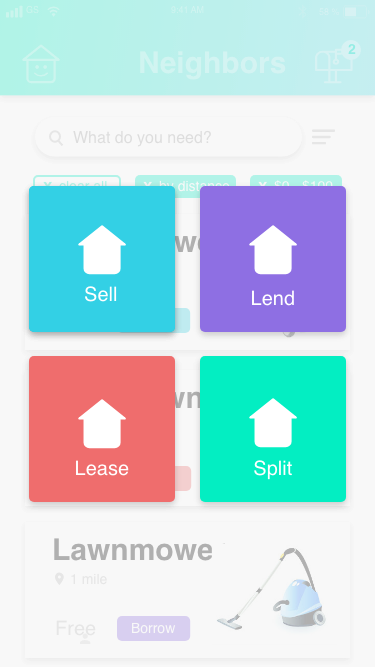 Neighbors
2
What do you need?
clear all
by distance
$0 - $100
Sell
Lend
Lease
Split
Lawnmowe
1 mile
Free
Borrow